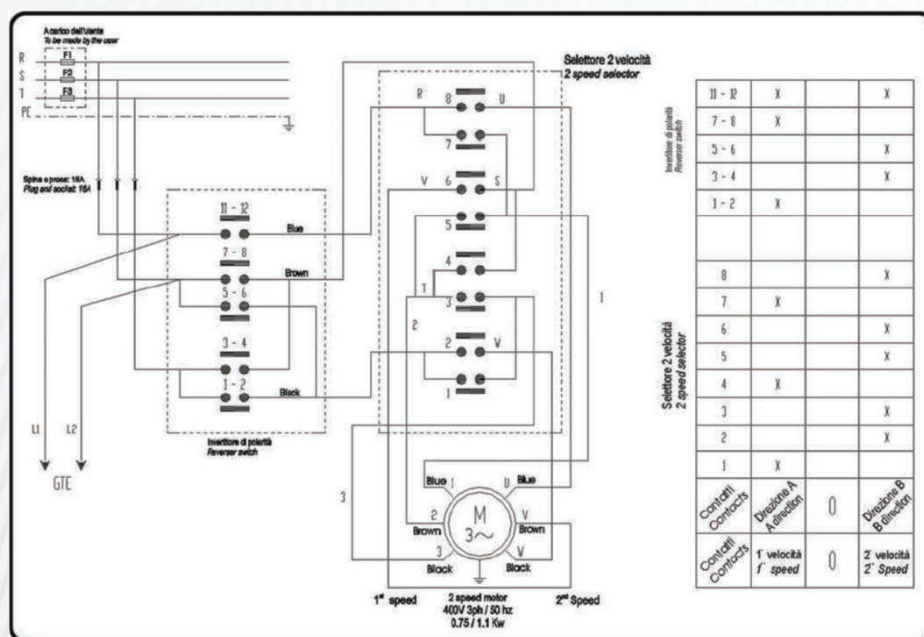 A carico dell'utente
To be made by the user
R
F1
S
F2
T
F3
PE
Spina e presa: 16A
Plug and socket: 16A
11 - 12
Blue
7 - 8
Brown
5 - 6
3 - 4
1 - 2
Black
Invertitore di polarità
Reverser switch
L1
L2
GTE
Selettore 2 velocità
2 speed selector
R
8
U
7
V
6
S
5
4
T
3
2
2
V
1
1
3
Blue
1
U
Blue
2
M
V
Brown
3~
Brown
3
V
Black
Black
1st speed
2 speed motor
2nd Speed
400V 3ph / 50 hz
0.75 / 1.1 Kw
Invertitore di polarità
Reverser switch
11 - 12 X X
7 - 8 X
5 - 6 X
3 - 4 X
1 - 2 X
Selettore 2 velocità
2 speed selector
8 X
7 X
6 X
5 X
4 X
3 X
2 X
1 X
Contatti
Contacts
Direzione A
A direction
0
Direzione B
B direction
Contatti
Contacts
1° velocità
1° speed
0
2° velocità
2° Speed